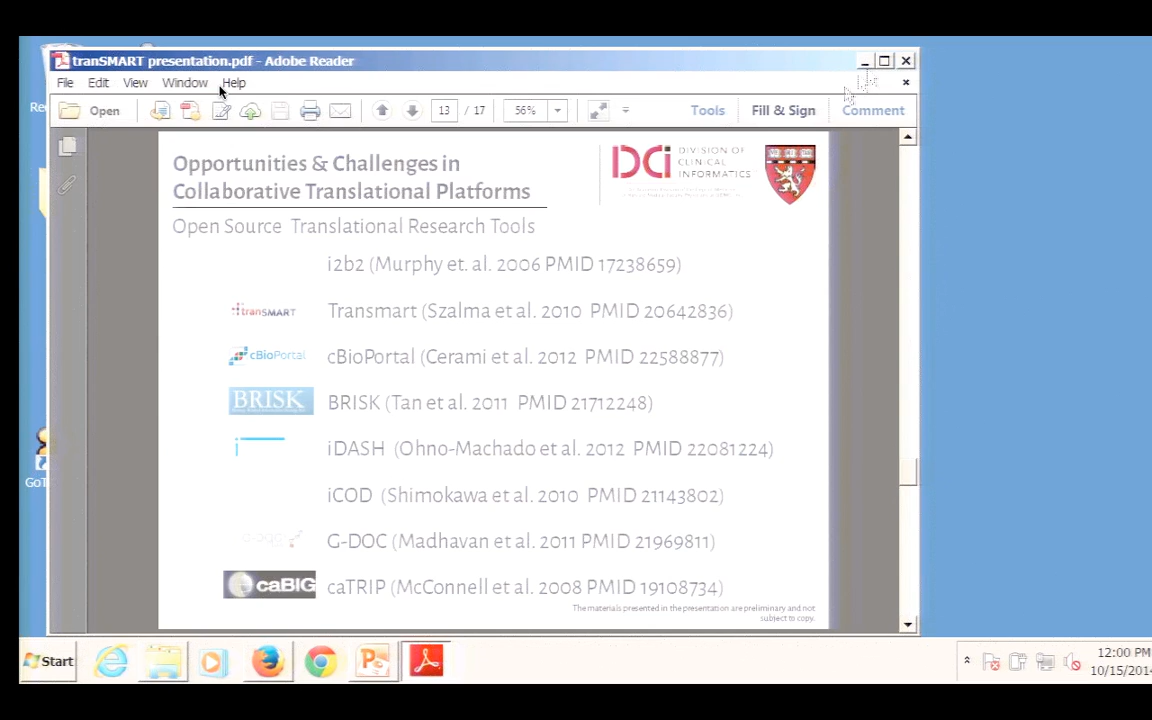 tranSMART presentation.pdf - Adobe Reader
File Edit View Window Help
Open 13 / 17 56% Tools Fill & Sign Comment
Opportunities & Challenges in
Collaborative Translational Platforms
DCi DIVISION OF
CLINICAL
INFORMATICS
Open Source Translational Research Tools
i2b2 (Murphy et. al. 2006 PMID 17238659)
tranSMART Transmart (Szalma et al. 2010 PMID 20642836)
cBioPortal cBioPortal (Cerami et al. 2012 PMID 22588877)
BRISK BRISK (Tan et al. 2011 PMID 21712248)
i iDASH (Ohno-Machado et al. 2012 PMID 22081224)
iCOD (Shimokawa et al. 2010 PMID 21143802)
G-DOC (Madhavan et al. 2011 PMID 21969811)
caBIG caTRIP (McConnell et al. 2008 PMID 19108734)
The materials presented in the presentation are preliminary and not
subject to copy.
Start
12:00 PM
10/15/2014